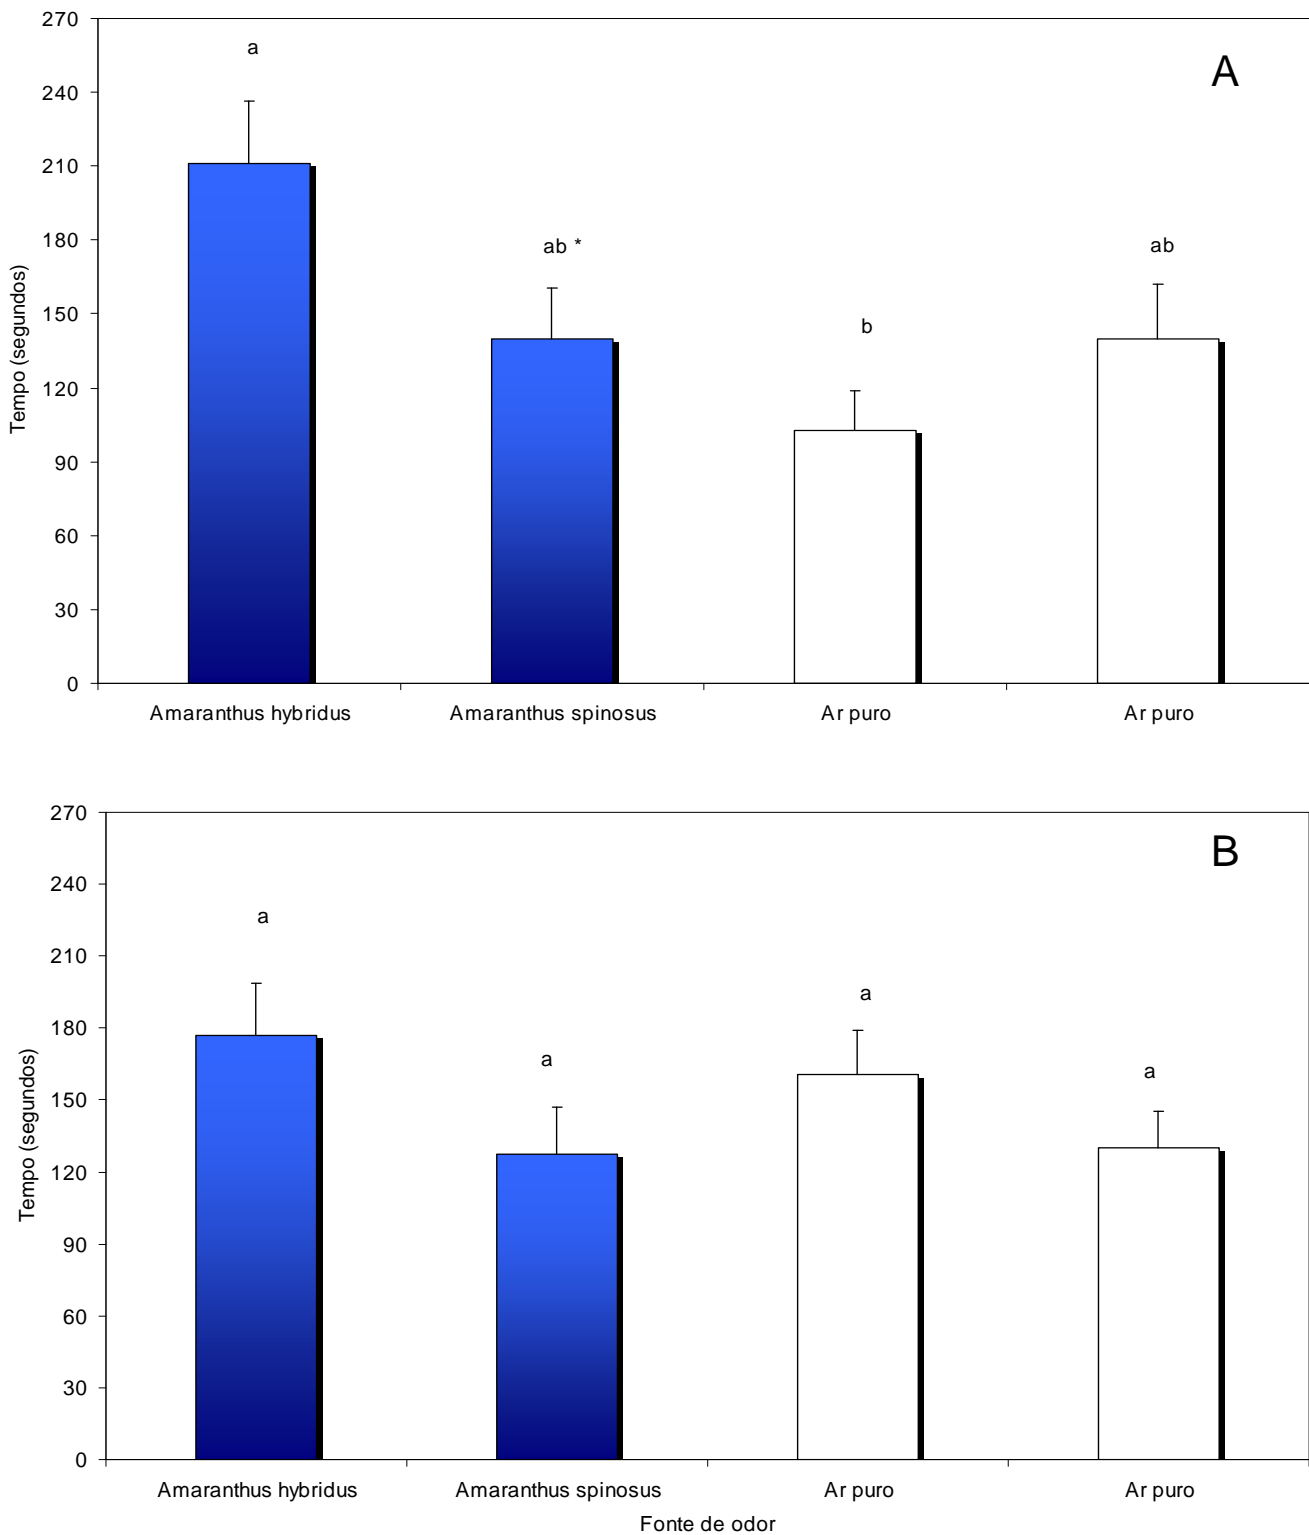 270
A
a
240
210
ab *
ab
180
150
b
120
90
60
30
0
Tempo (segundos)
Amaranthus hybridus
Amaranthus spinosus
Ar puro
Ar puro
270
B
240
a
210
a
180
a
a
150
120
90
60
30
0
Tempo (segundos)
Amaranthus hybridus
Amaranthus spinosus
Ar puro
Ar puro
Fonte de odor